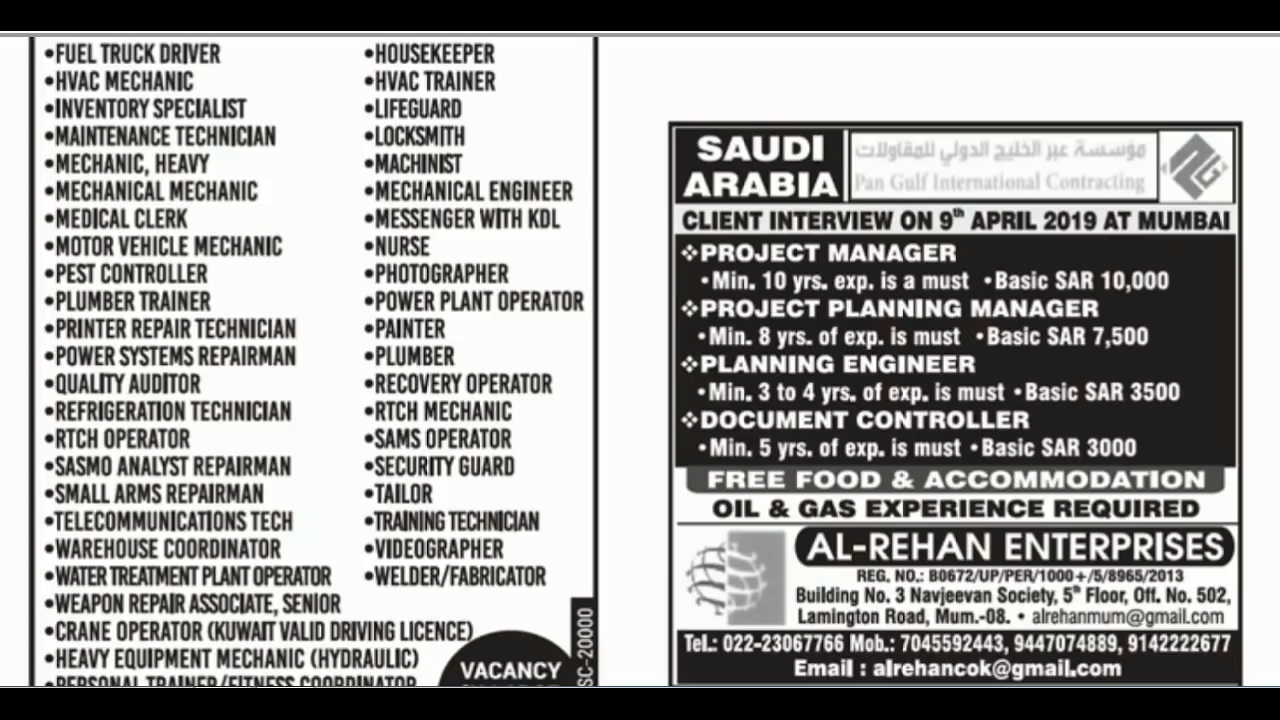 •FUEL TRUCK DRIVER
•HVAC MECHANIC
•INVENTORY SPECIALIST
•MAINTENANCE TECHNICIAN
•MECHANIC, HEAVY
•MECHANICAL MECHANIC
•MEDICAL CLERK
•MOTOR VEHICLE MECHANIC
•PEST CONTROLLER
•PLUMBER TRAINER
•PRINTER REPAIR TECHNICIAN
•POWER SYSTEMS REPAIRMAN
•QUALITY AUDITOR
•REFRIGERATION TECHNICIAN
•RTCH OPERATOR
•SASMO ANALYST REPAIRMAN
•SMALL ARMS REPAIRMAN
•TELECOMMUNICATIONS TECH
•WAREHOUSE COORDINATOR
•WATER TREATMENT PLANT OPERATOR
•WEAPON REPAIR ASSOCIATE, SENIOR
•CRANE OPERATOR (KUWAIT VALID DRIVING LICENCE)
•HEAVY EQUIPMENT MECHANIC (HYDRAULIC)
•PERSONAL TRAINER/FITNESS COORDINATOR
•HOUSEKEEPER
•HVAC TRAINER
•LIFEGUARD
•LOCKSMITH
•MACHINIST
•MECHANICAL ENGINEER
•MESSENGER WITH KDL
•NURSE
•PHOTOGRAPHER
•POWER PLANT OPERATOR
•PAINTER
•PLUMBER
•RECOVERY OPERATOR
•RTCH MECHANIC
•SAMS OPERATOR
•SECURITY GUARD
•TAILOR
•TRAINING TECHNICIAN
•VIDEOGRAPHER
•WELDER/FABRICATOR
VACANCY
SC-20000
SAUDI
ARABIA
مؤسسة عبر الخليج الدولي للمقاولات
Pan Gulf International Contracting
CLIENT INTERVIEW ON 9th APRIL 2019 AT MUMBAI
❖PROJECT MANAGER
•Min. 10 yrs. exp. is a must •Basic SAR 10,000
❖PROJECT PLANNING MANAGER
•Min. 8 yrs. of exp. is must •Basic SAR 7,500
❖PLANNING ENGINEER
•Min. 3 to 4 yrs. of exp. is must •Basic SAR 3500
❖DOCUMENT CONTROLLER
•Min. 5 yrs. of exp. is must •Basic SAR 3000
FREE FOOD & ACCOMMODATION
OIL & GAS EXPERIENCE REQUIRED
AL-REHAN ENTERPRISES
REG. NO.: B0672/UP/PER/1000+/5/8965/2013
Building No. 3 Navjeevan Society, 5th Floor, Off. No. 502,
Lamington Road, Mum.-08. • alrehanmum@gmail.com
Tel.: 022-23067766 Mob.: 7045592443, 9447074889, 9142222677
Email : alrehancok@gmail.com